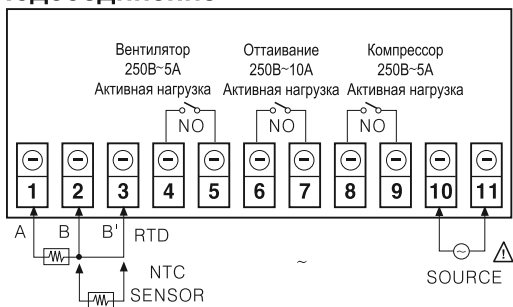 Вентилятор Оттаивание Компрессор
250В~5А 250В~10А 250В~5А
Активная нагрузка Активная нагрузка Активная нагрузка
NO NO NO
1 2 3 4 5 6 7 8 9 10 11
A B B' RTD
~
NTC
SENSOR
SOURCE